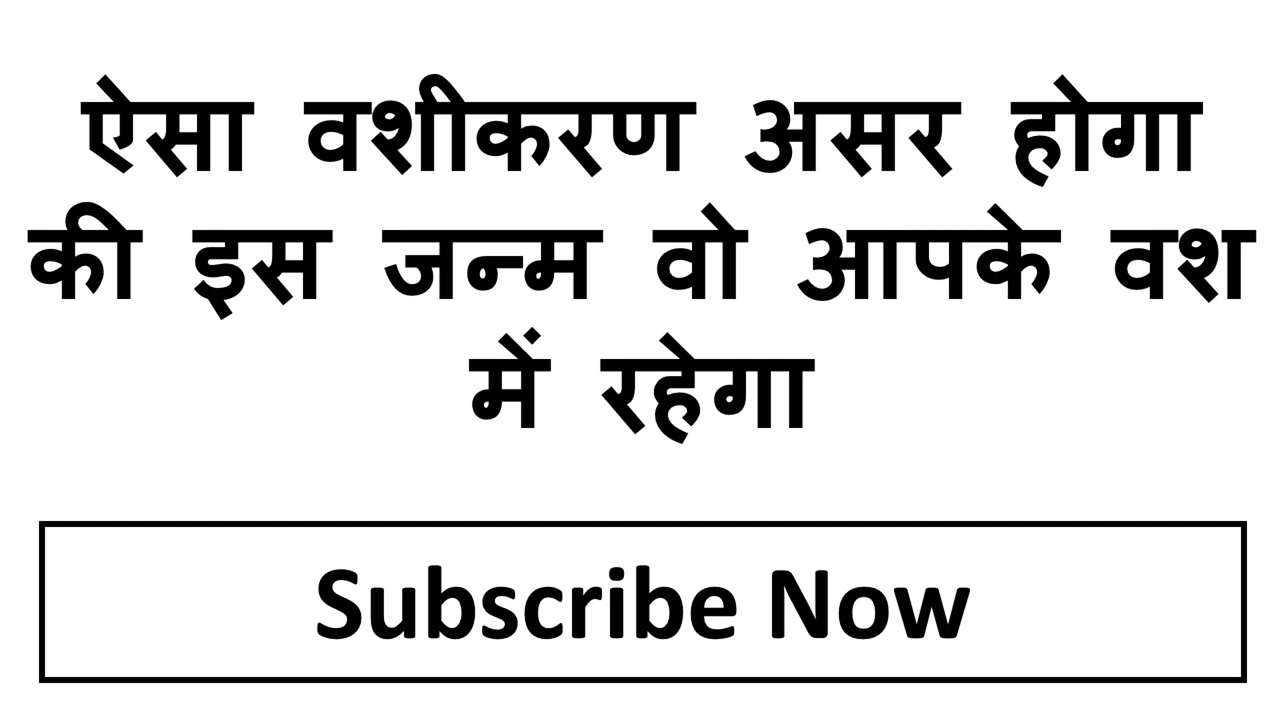 ऐसा वशीकरण असर होगा
की इस जन्म वो आपके वश
में रहेगा
Subscribe Now